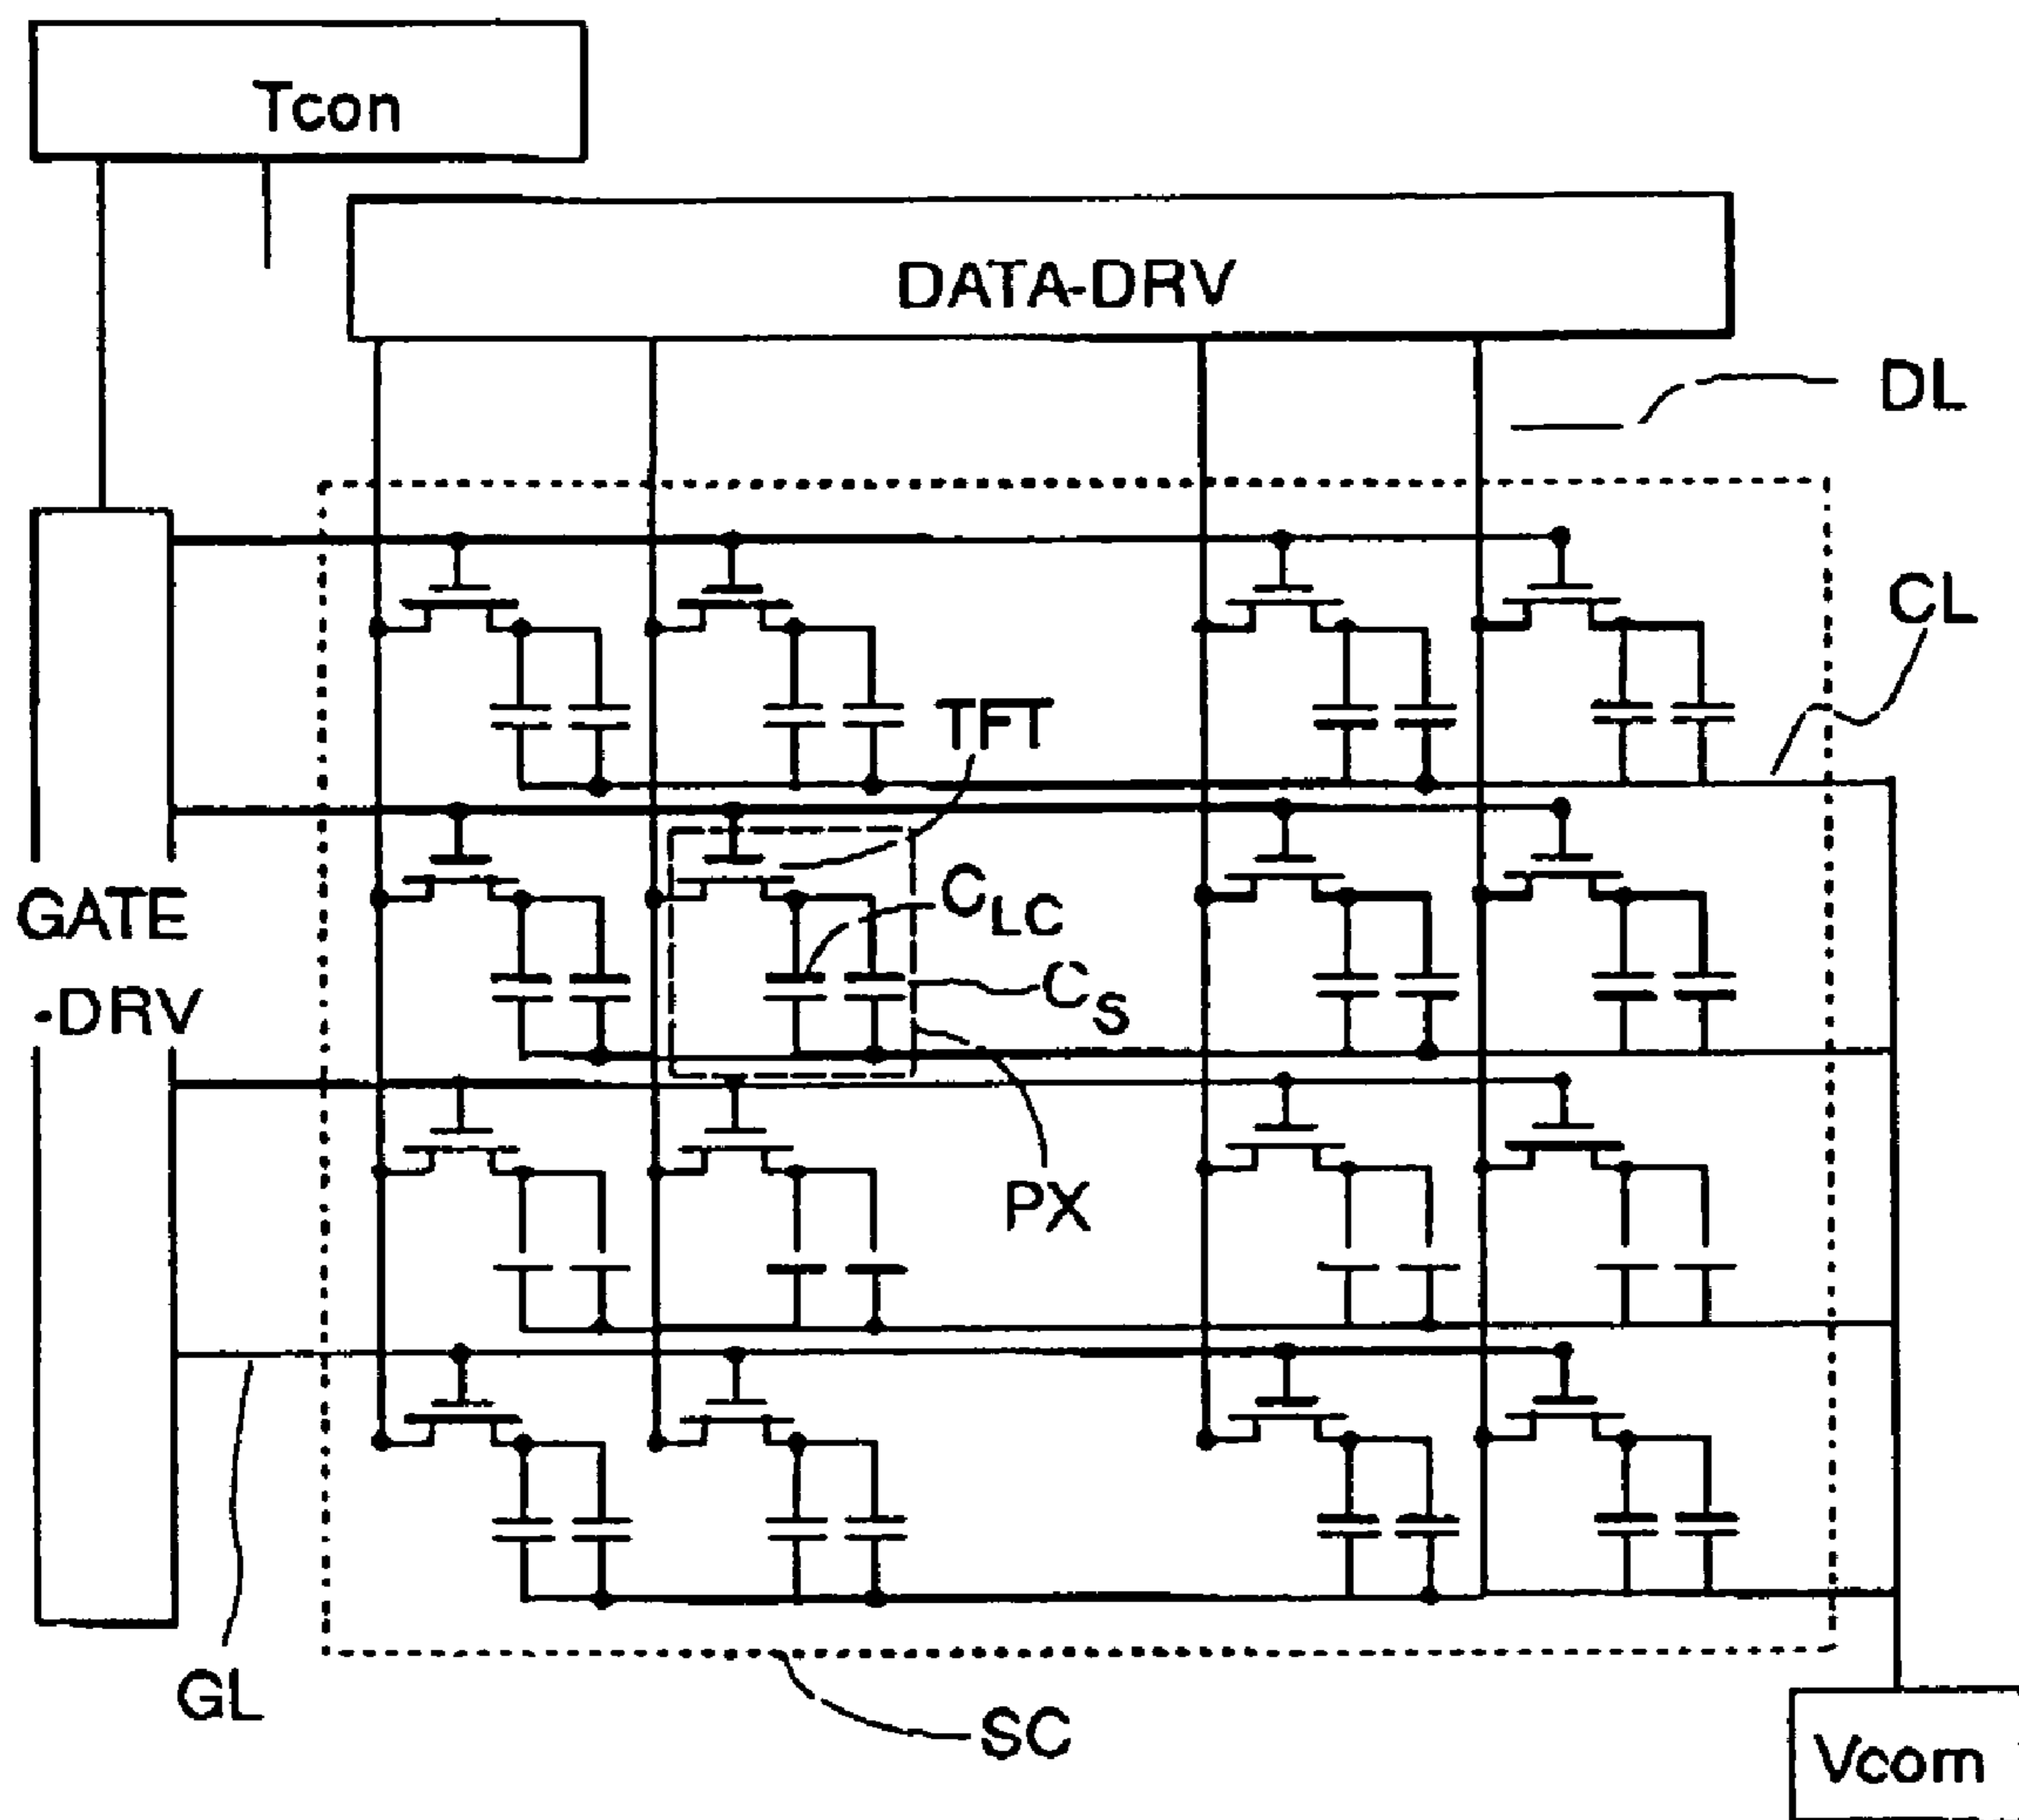 Tcon
DATA-DRV
DL
CL
TFT
GATE
-DRV
CLC
CS
PX
GL
SC
Vcom